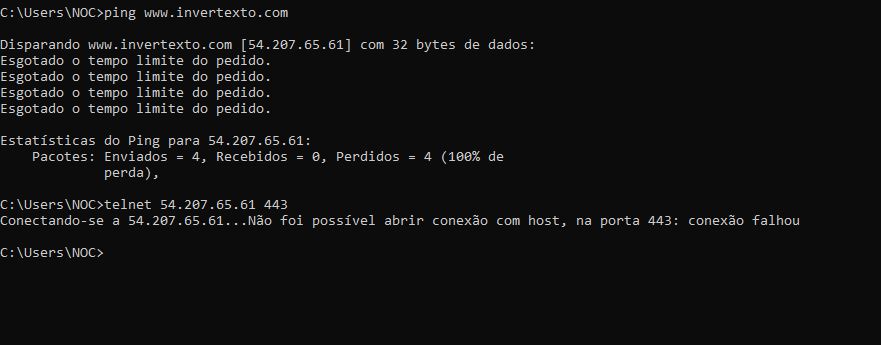 C:\Users\NOC>ping www.invertexto.com
Disparando www.invertexto.com [54.207.65.61] com 32 bytes de dados:
Esgotado o tempo limite do pedido.
Esgotado o tempo limite do pedido.
Esgotado o tempo limite do pedido.
Esgotado o tempo limite do pedido.
Estatísticas do Ping para 54.207.65.61:
    Pacotes: Enviados = 4, Recebidos = 0, Perdidos = 4 (100% de
             perda),
C:\Users\NOC>telnet 54.207.65.61 443
Conectando-se a 54.207.65.61...Não foi possível abrir conexão com host, na porta 443: conexão falhou
C:\Users\NOC>